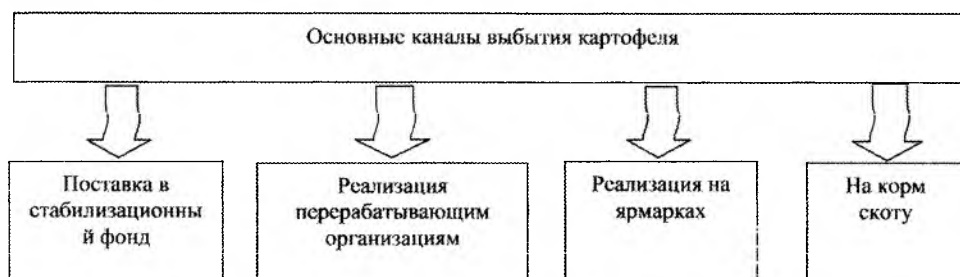 Основные каналы выбытия картофеля
Поставка в
стабилизационны
й фонд
Реализация
перерабатывающим
организациям
Реализация на
ярмарках
На корм
скоту